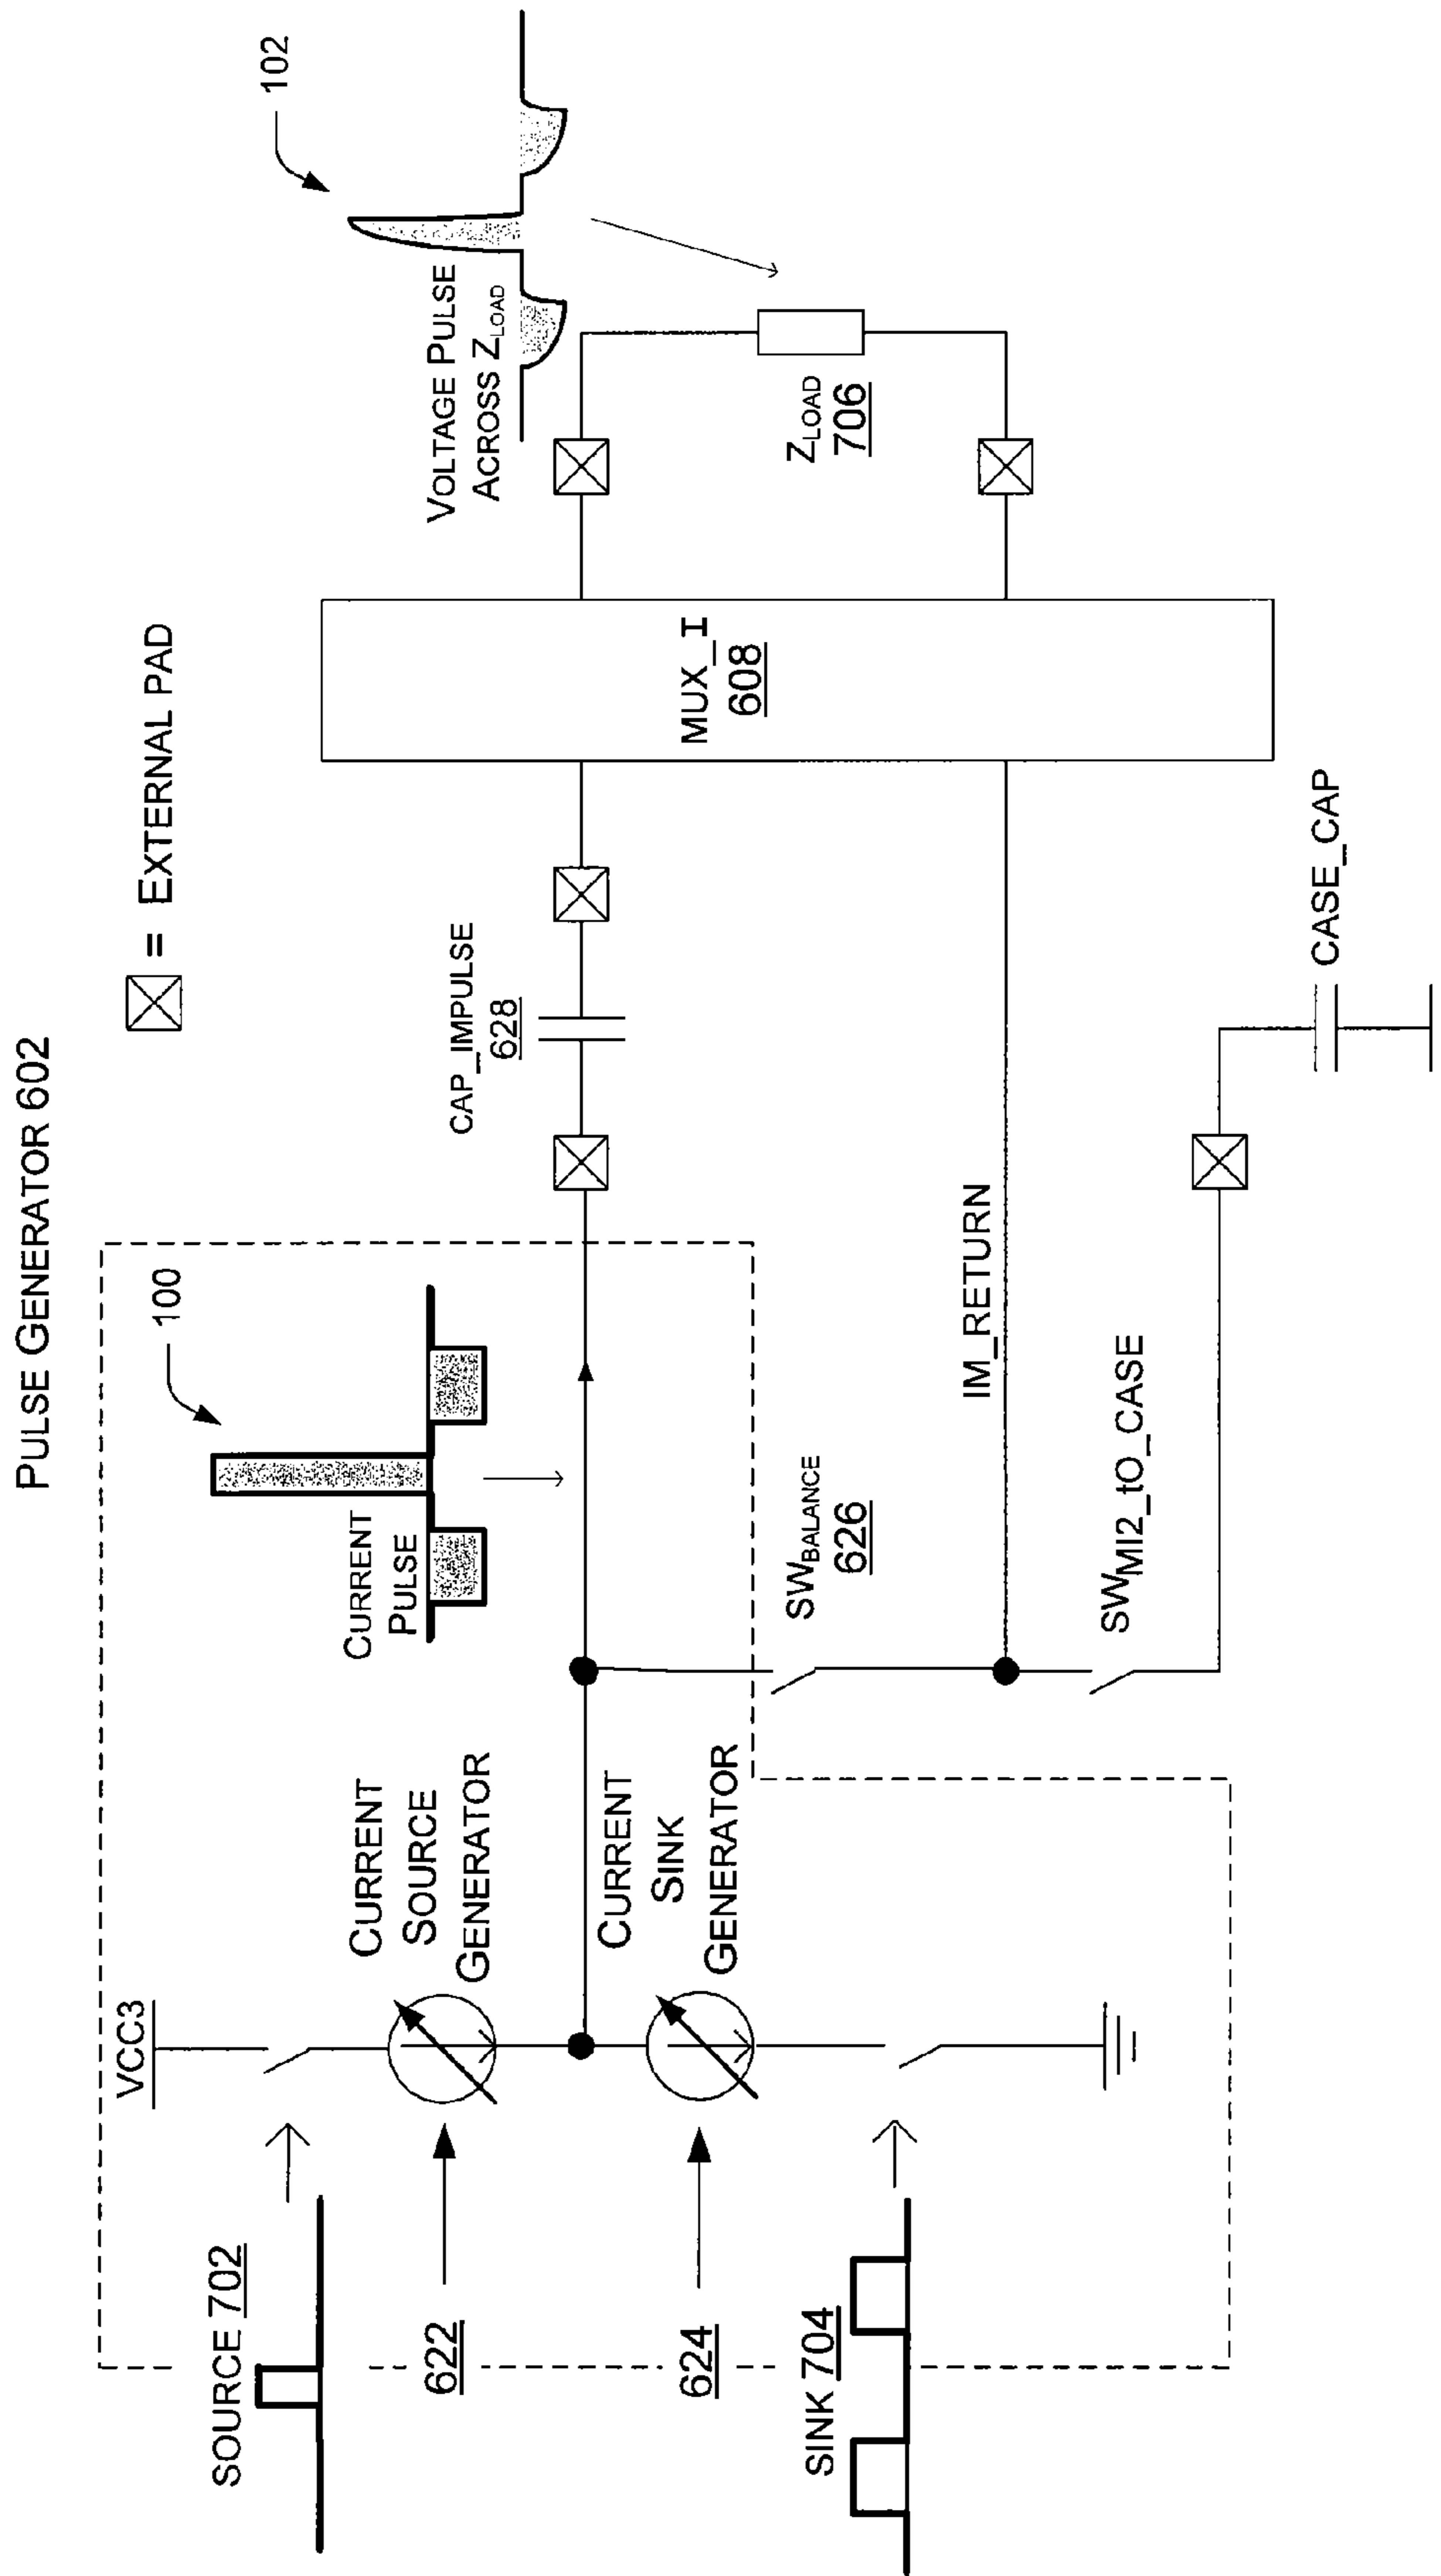 PULSE GENERATOR 602
= EXTERNAL PAD
102
VOLTAGE PULSE
ACROSS ZLOAD
100
CURRENT
PULSE
VCC3
SOURCE 702
CURRENT
SOURCE
GENERATOR
622
CAP_IMPULSE
628
MUX_I
608
ZLOAD
706
CURRENT
SINK
GENERATOR
624
SINK 704
SWBALANCE
626
IM_RETURN
SWMI2_tO_CASE
CASE_CAP